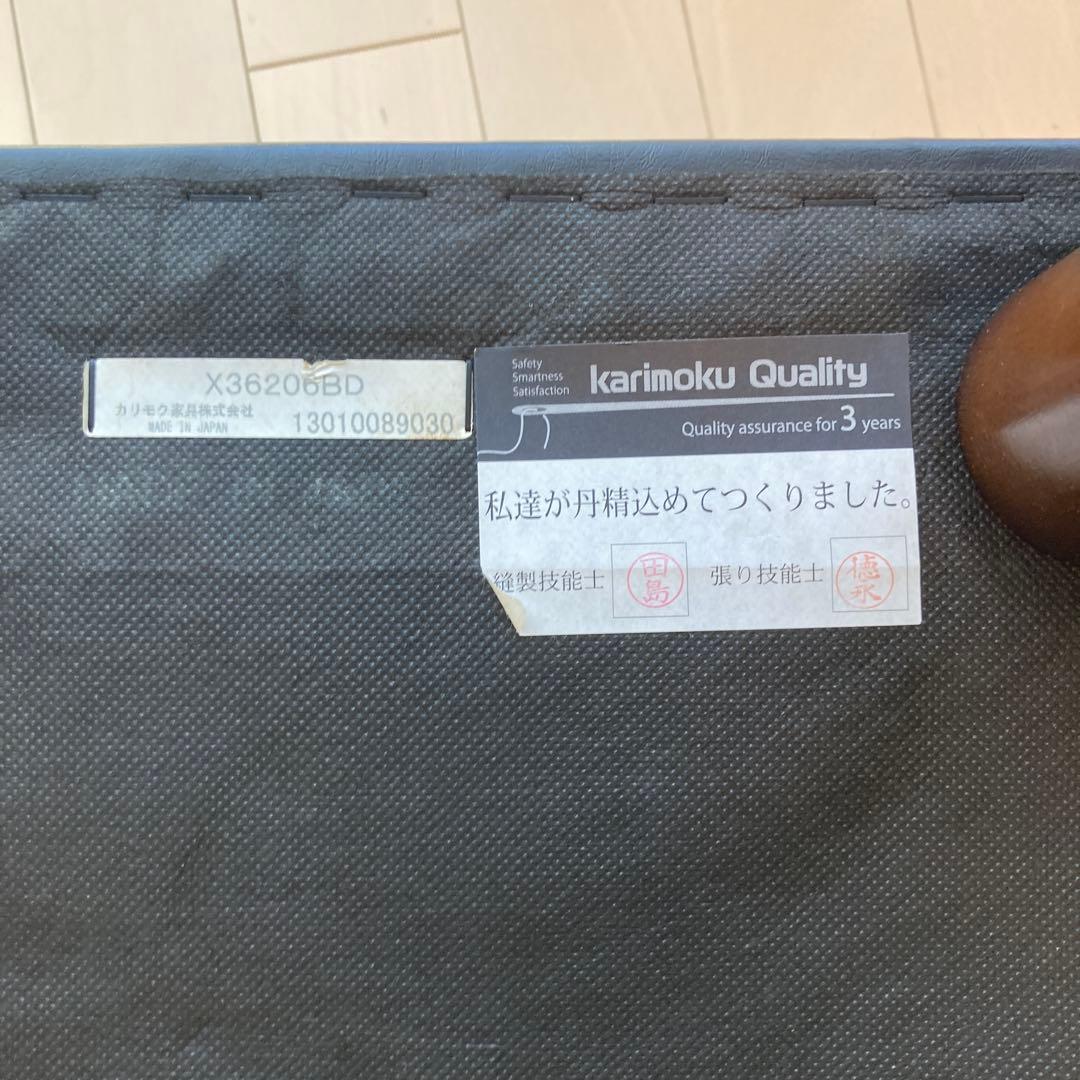 X36206BD
カリモク家具株式会社
MADE IN JAPAN
13010089030
Safety
Smartness
Satisfaction
karimoku Quality
Quality assurance for 3 years
私達が丹精込めてつくりました。
縫製技能士
田島
張り技能士
徳永